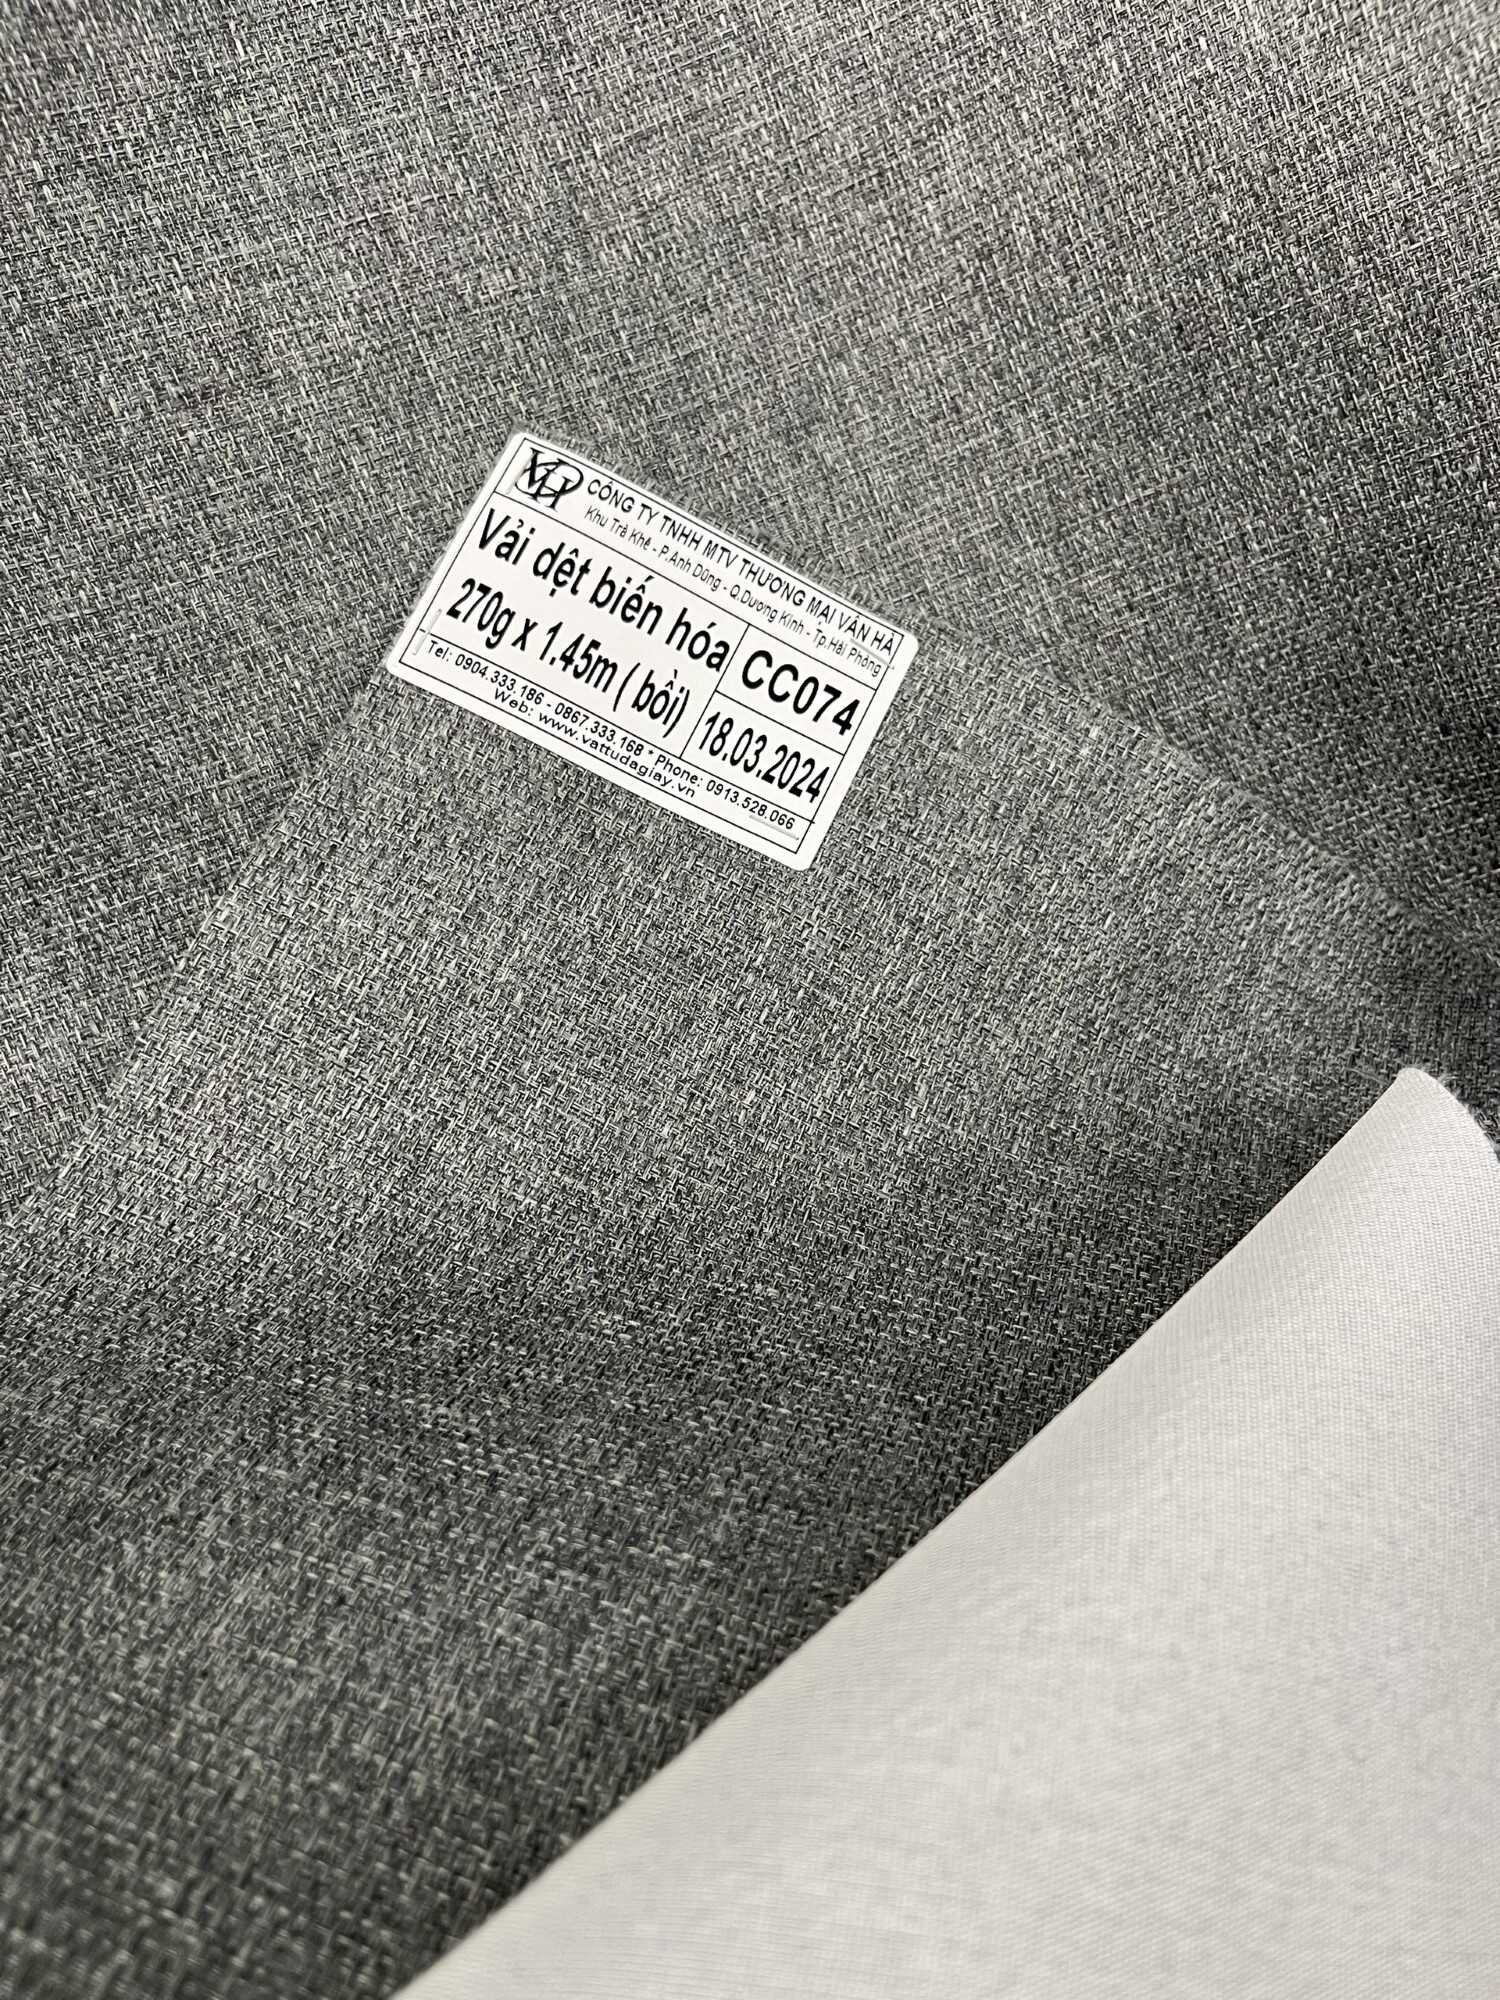 VDH
CÔNG TY TNHH MTV THƯƠNG MẠI VÂN HÀ
Khu Trà Khê - P.Anh Dũng - Q.Dương Kinh - Tp.Hải Phòng
Vải dệt biến hóa
270g x 1.45m ( bồi)
CC074
18.03.2024
Tel: 0904.333.186 - 0867.333.168 * Phone: 0913.528.066
Web: www.vattudagiay.vn